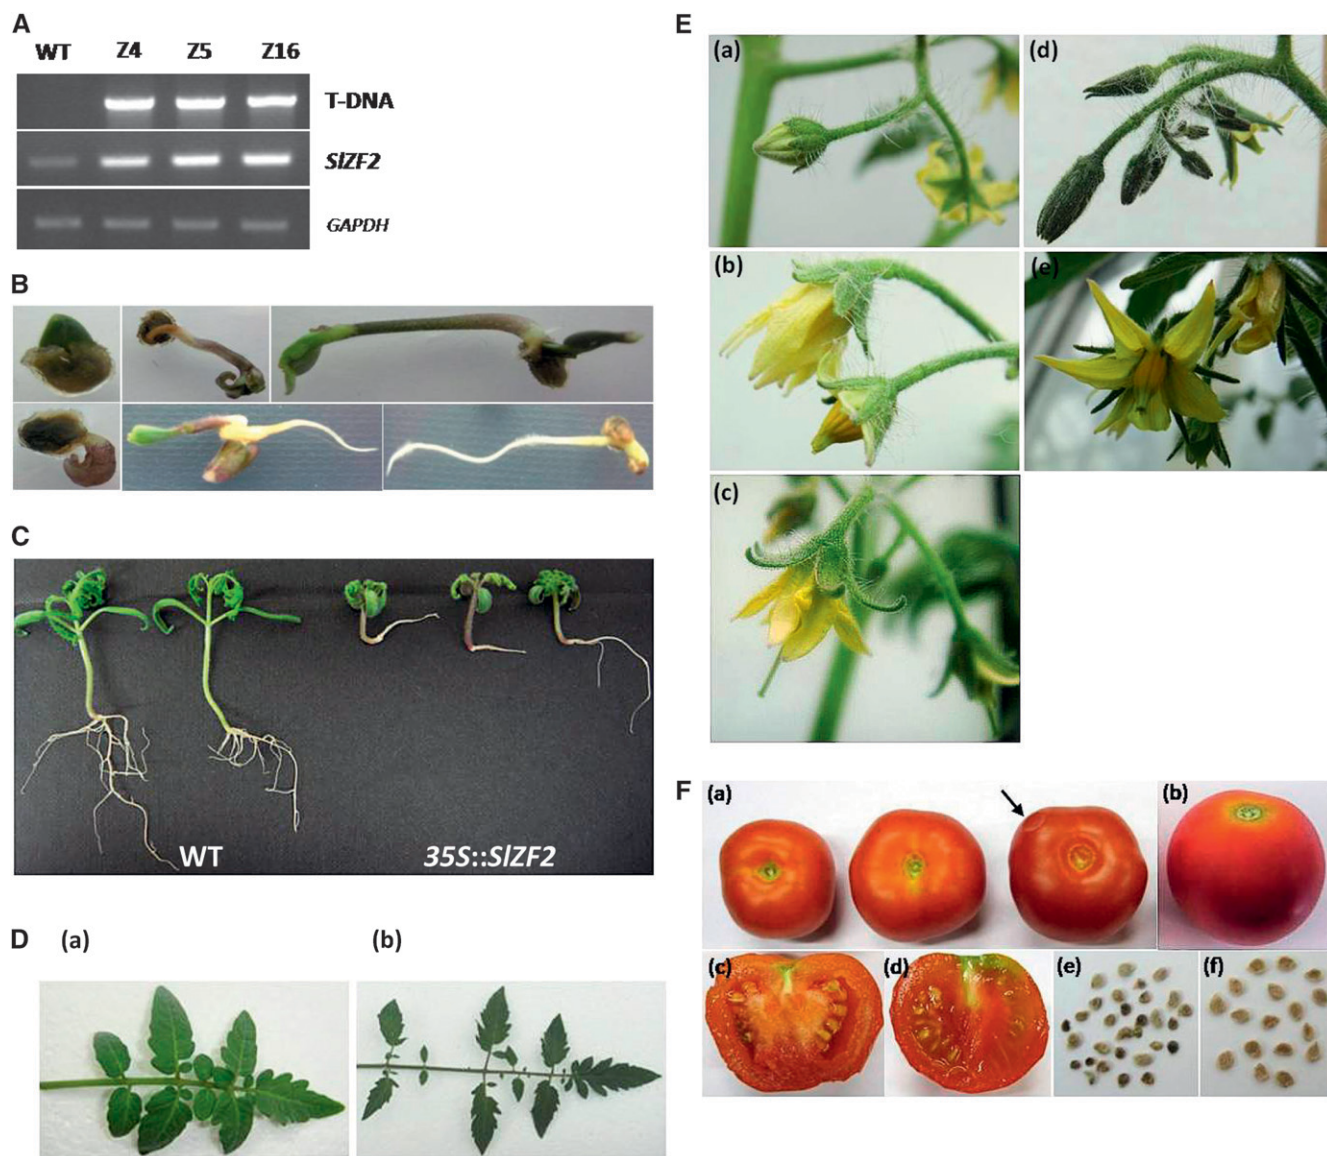 A
WT Z4 Z5 Z16
T-DNA
SlZF2
GAPDH
B
C
WT 35S::SlZF2
D (a) (b)
E
(a) (d)
(b) (e)
(c)
F
(a) (b)
(c) (d) (e) (f)